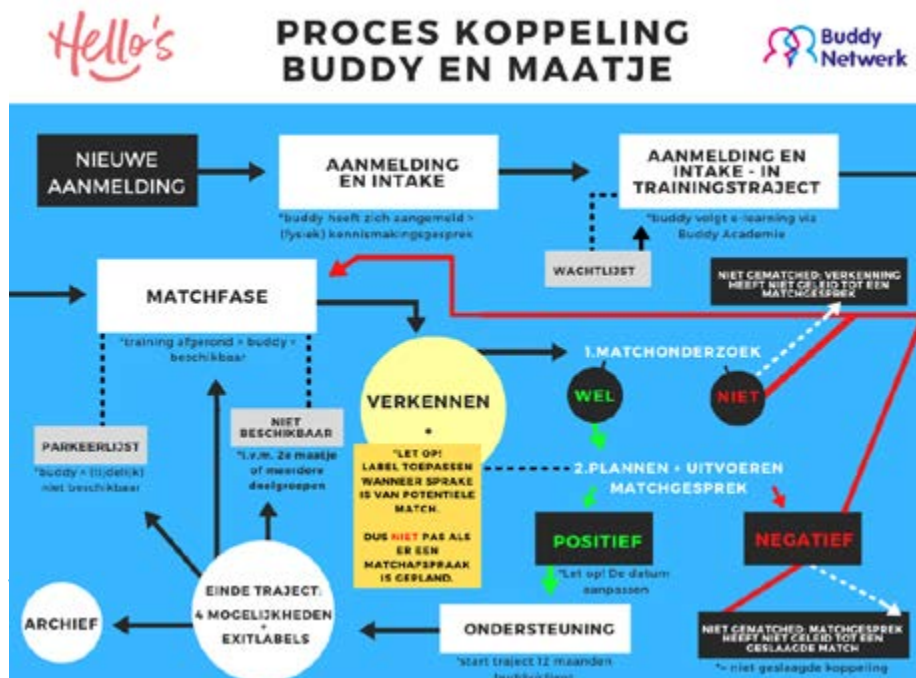 Hello's
PROCES KOPPELING
BUDDY EN MAATJE
Buddy
Netwerk
NIEUWE
AANMELDING
AANMELDING
EN INTAKE
*buddy heeft zich aangemeld >
(fysiek) kennismakingsgesprek
AANMELDING EN
INTAKE - IN
TRAININGSTRAJECT
*buddy volgt e-learning via
Buddy Academie
WACHTLIJST
NIET GEMATCHED: VERKENNING
HEEFT NIET GELEID TOT EEN
MATCHGESPREK
MATCHFASE
*training afgerond + buddy =
beschikbaar
1.MATCHONDERZOEK
WEL
NIET
VERKENNEN
*LET OP!
LABEL TOEPASSEN
WANNEER SPRAKE
IS VAN POTENTIELE
MATCH.
DUS NIET PAS ALS
ER EEN
MATCHAFSPRAAK
IS GEPLAND.
PARKEERLIJST
*buddy = (tijdelijk)
niet beschikbaar
NIET
BESCHIKBAAR
*i.v.m. 2e maatje
of meerdere
doelgroepen
2.PLANNEN + UITVOEREN
MATCHGESPREK
POSITIEF
NEGATIEF
*Let op! De datum
aanpassen
EINDE TRAJECT:
4 MOGELIJKHEDEN
+
EXITLABELS
ARCHIEF
ONDERSTEUNING
*start traject 12 maanden
NIET GEMATCHED: MATCHGESPREK
HEEFT NIET GELEID TOT EEN
GESLAAGDE MATCH
*= niet geslaagde koppeling